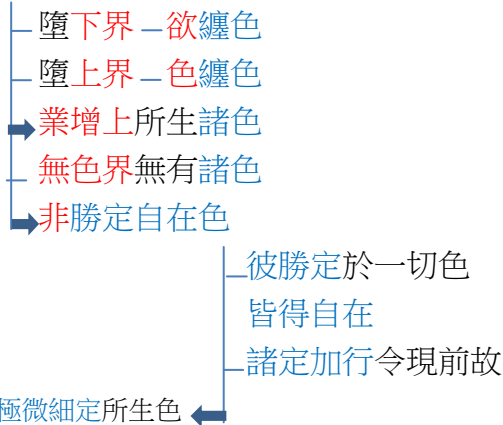 墮下界 – 欲纏色
墮上界 – 色纏色
業增上所生諸色
無色界無有諸色
非勝定自在色
彼勝定於一切色
皆得自在
諸定加行令現前故
極微細定所生色